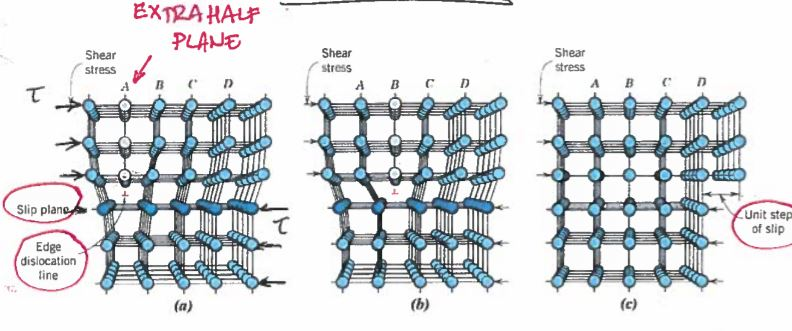 EXTRA HALF
PLANE
Shear
stress
A B C D
τ
Slip plane
Edge
dislocation
line
⊥
τ
(a)
Shear
stress
A B C D
⊥
(b)
Shear
stress
A B C D
Unit step
of slip
(c)